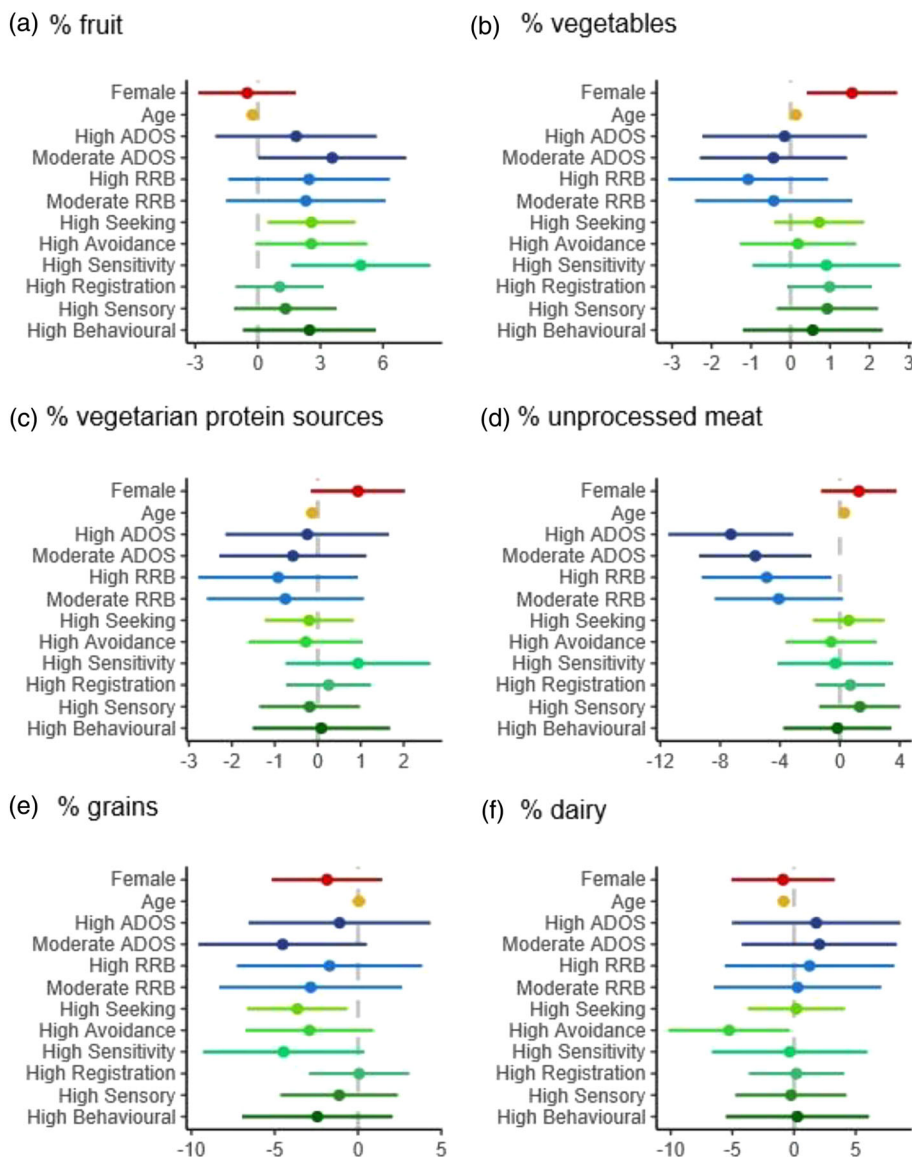 (a) % fruit
Female
Age
High ADOS
Moderate ADOS
High RRB
Moderate RRB
High Seeking
High Avoidance
High Sensitivity
High Registration
High Sensory
High Behavioural
-3 0 3 6
(b) % vegetables
Female
Age
High ADOS
Moderate ADOS
High RRB
Moderate RRB
High Seeking
High Avoidance
High Sensitivity
High Registration
High Sensory
High Behavioural
-3 -2 -1 0 1 2 3
(c) % vegetarian protein sources
Female
Age
High ADOS
Moderate ADOS
High RRB
Moderate RRB
High Seeking
High Avoidance
High Sensitivity
High Registration
High Sensory
High Behavioural
-3 -2 -1 0 1 2
(d) % unprocessed meat
Female
Age
High ADOS
Moderate ADOS
High RRB
Moderate RRB
High Seeking
High Avoidance
High Sensitivity
High Registration
High Sensory
High Behavioural
-12 -8 -4 0 4
(e) % grains
Female
Age
High ADOS
Moderate ADOS
High RRB
Moderate RRB
High Seeking
High Avoidance
High Sensitivity
High Registration
High Sensory
High Behavioural
-10 -5 0 5
(f) % dairy
Female
Age
High ADOS
Moderate ADOS
High RRB
Moderate RRB
High Seeking
High Avoidance
High Sensitivity
High Registration
High Sensory
High Behavioural
-10 -5 0 5